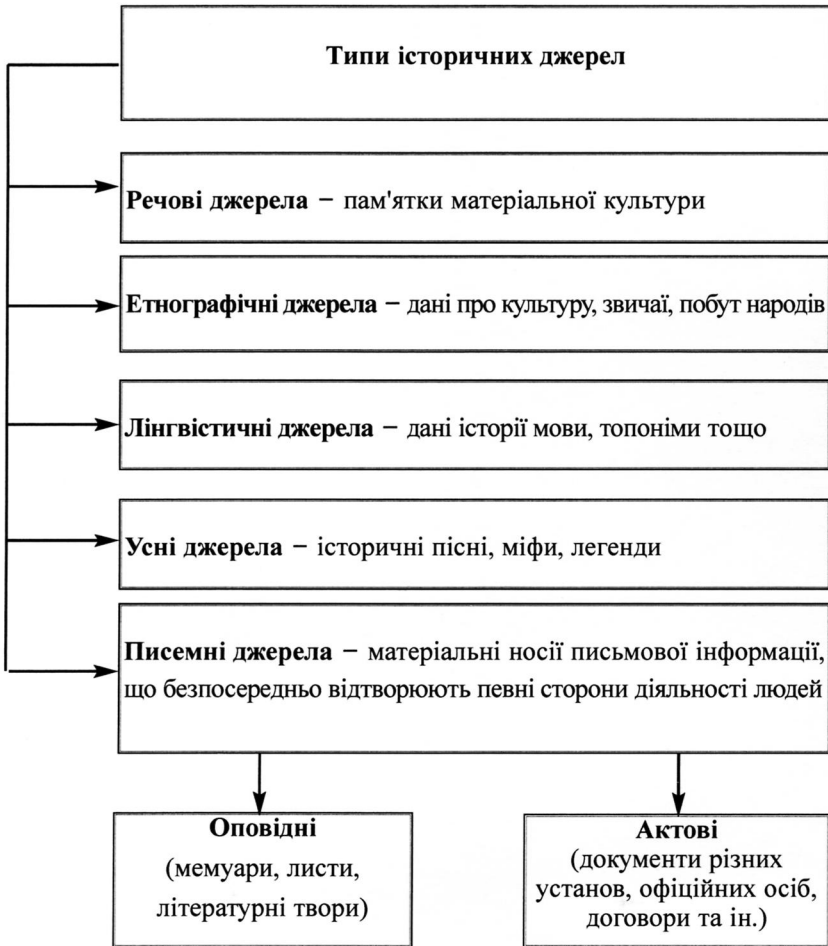 Типи історичних джерел
Речові джерела – пам'ятки матеріальної культури
Етнографічні джерела – дані про культуру, звичаї, побут народів
Лінгвістичні джерела – дані історії мови, топоніми тощо
Усні джерела – історичні пісні, міфи, легенди
Писемні джерела – матеріальні носії письмової інформації,
що безпосередньо відтворюють певні сторони діяльності людей
Оповідні
(мемуари, листи,
літературні твори)
Актові
(документи різних
установ, офіційних осіб,
договори та ін.)